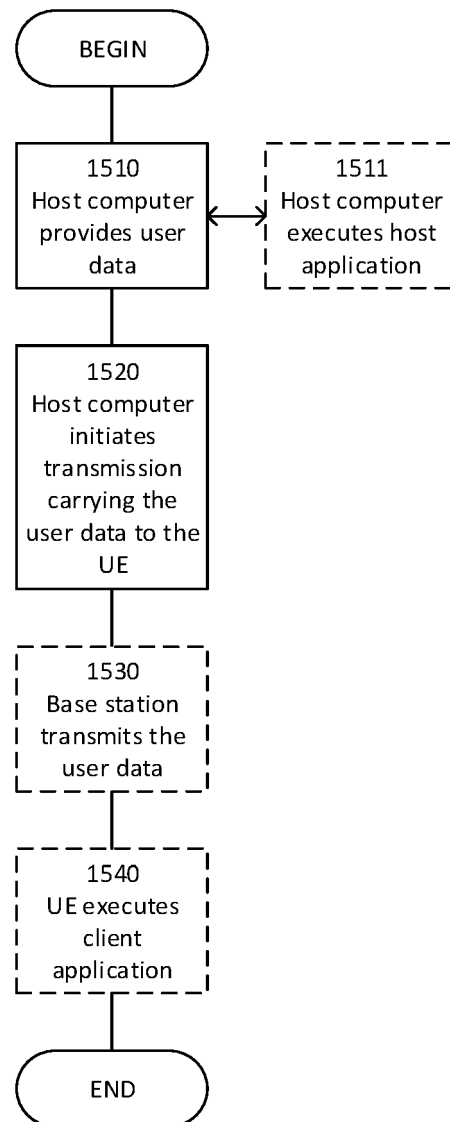 BEGIN
1510
Host computer
provides user
data
1511
Host computer
executes host
application
1520
Host computer
initiates
transmission
carrying the
user data to the
UE
1530
Base station
transmits the
user data
1540
UE executes
client
application
END